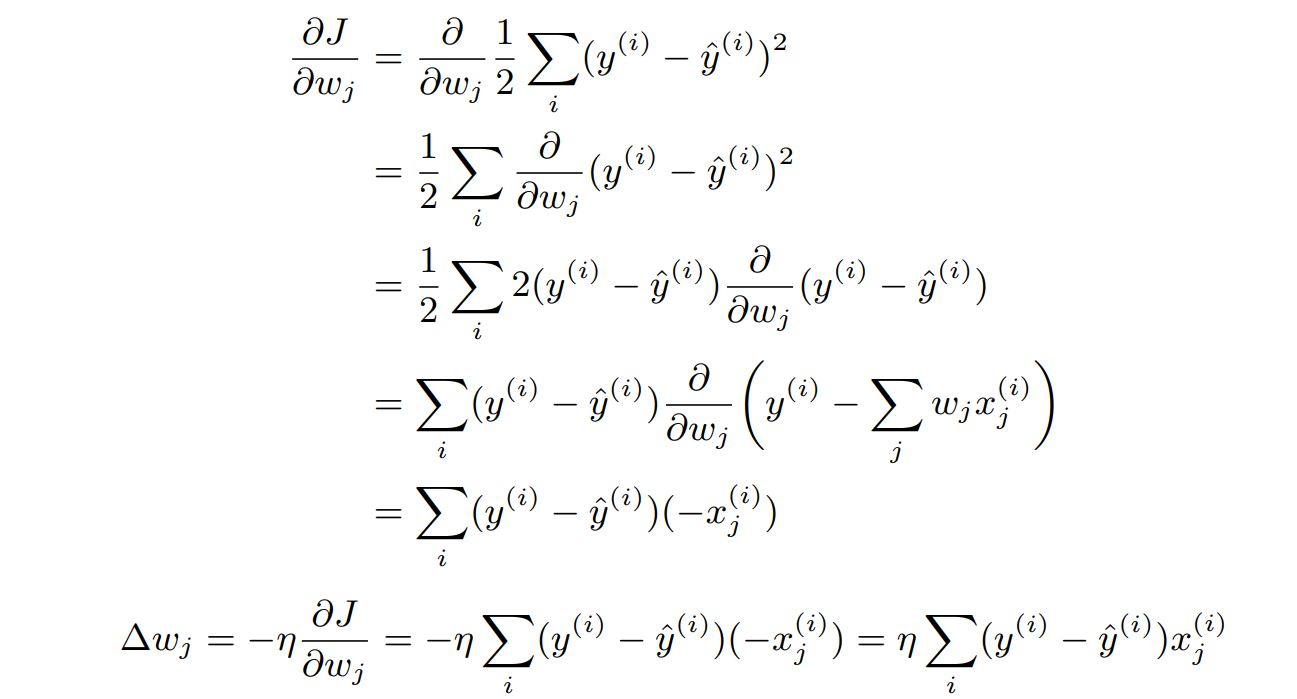 ∂J/∂w_j = ∂/∂w_j 1/2 ∑_i (y^(i) − ŷ^(i))²
= 1/2 ∑_i ∂/∂w_j (y^(i) − ŷ^(i))²
= 1/2 ∑_i 2(y^(i) − ŷ^(i)) ∂/∂w_j (y^(i) − ŷ^(i))
= ∑_i (y^(i) − ŷ^(i)) ∂/∂w_j (y^(i) − ∑_j w_j x_j^(i))
= ∑_i (y^(i) − ŷ^(i))(−x_j^(i))
Δw_j = −η ∂J/∂w_j = −η ∑_i (y^(i) − ŷ^(i))(−x_j^(i)) = η ∑_i (y^(i) − ŷ^(i))x_j^(i)